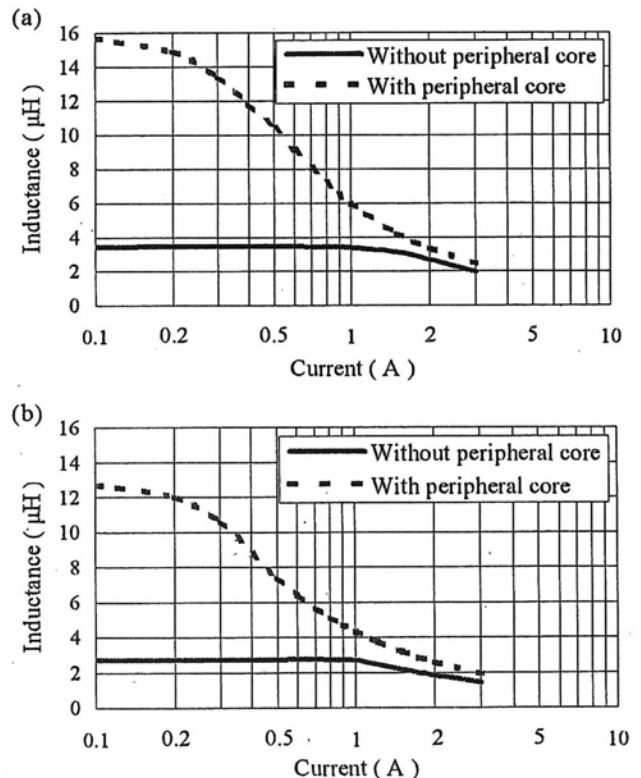 (a)
16
14
12
10
8
6
4
2
0
Inductance ( μH )
Without peripheral core
With peripheral core
0.1 0.2 0.5 1 2 5 10
Current ( A )
(b)
16
14
12
10
8
6
4
2
0
Inductance ( μH )
Without peripheral core
With peripheral core
0.1 0.2 0.5 1 2 5 10
Current ( A )